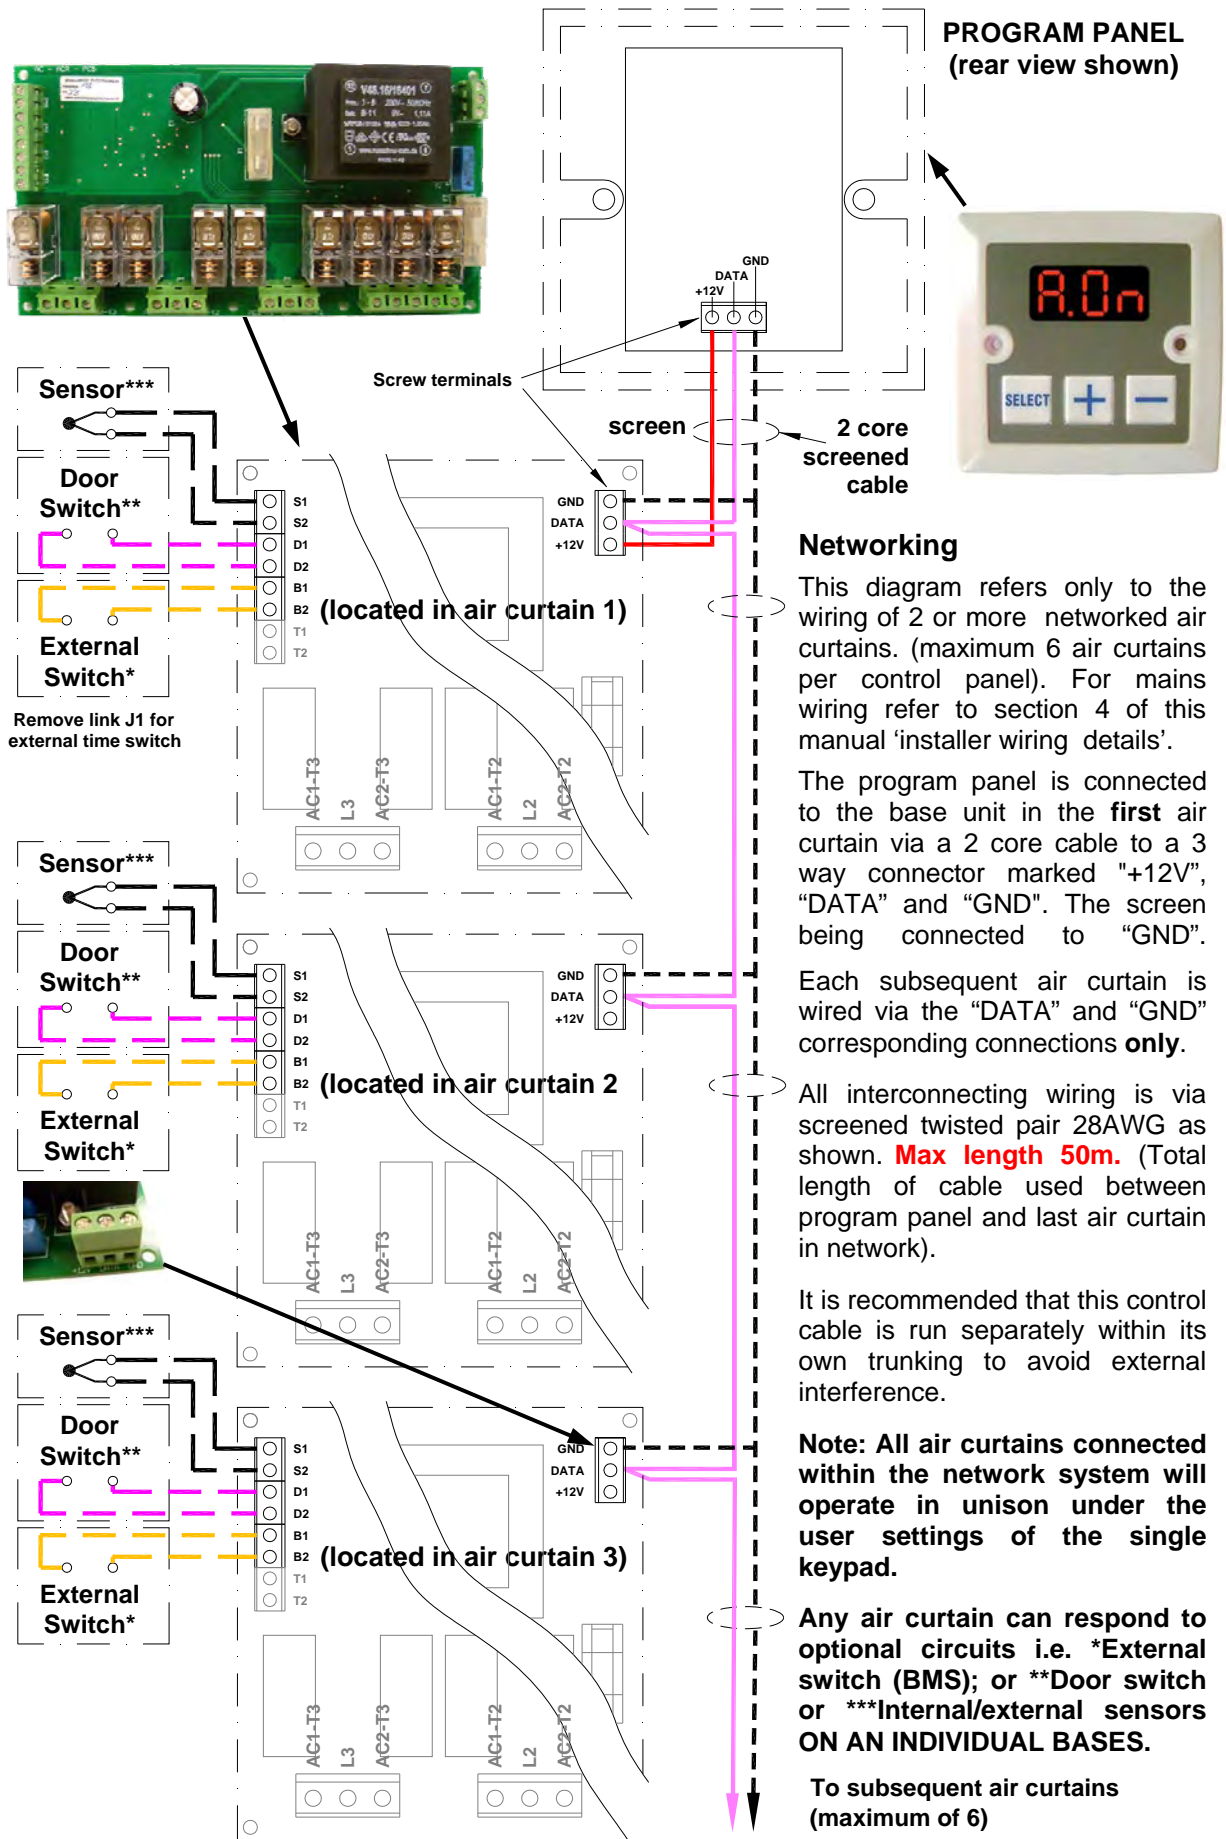 PROGRAM PANEL
(rear view shown)
V48.16/16401
GND
DATA
+12V
A.On
SELECT
+
−
Screw terminals
screen
2 core
screened
cable
Sensor***
Door
Switch**
External
Switch*
Remove link J1 for
external time switch
S1
S2
D1
D2
B1
B2
T1
T2
(located in air curtain 1)
GND
DATA
+12V
AC1-T3
L3
AC2-T3
AC1-T2
L2
AC2-T2
Sensor***
Door
Switch**
External
Switch*
S1
S2
D1
D2
B1
B2
T1
T2
(located in air curtain 2
GND
DATA
+12V
AC1-T3
L3
AC2-T3
AC1-T2
L2
AC2-T2
Sensor***
Door
Switch**
External
Switch*
S1
S2
D1
D2
B1
B2
T1
T2
(located in air curtain 3)
GND
DATA
+12V
AC1-T3
L3
AC2-T3
AC1-T2
L2
AC2-T2
Networking
This diagram refers only to the
wiring of 2 or more networked air
curtains. (maximum 6 air curtains
per control panel). For mains
wiring refer to section 4 of this
manual ‘installer wiring details’.
The program panel is connected
to the base unit in the first air
curtain via a 2 core cable to a 3
way connector marked "+12V”,
“DATA” and “GND". The screen
being connected to “GND”.
Each subsequent air curtain is
wired via the “DATA” and “GND”
corresponding connections only.
All interconnecting wiring is via
screened twisted pair 28AWG as
shown. Max length 50m. (Total
length of cable used between
program panel and last air curtain
in network).
It is recommended that this control
cable is run separately within its
own trunking to avoid external
interference.
Note: All air curtains connected
within the network system will
operate in unison under the
user settings of the single
keypad.
Any air curtain can respond to
optional circuits i.e. *External
switch (BMS); or **Door switch
or ***Internal/external sensors
ON AN INDIVIDUAL BASES.
To subsequent air curtains
(maximum of 6)